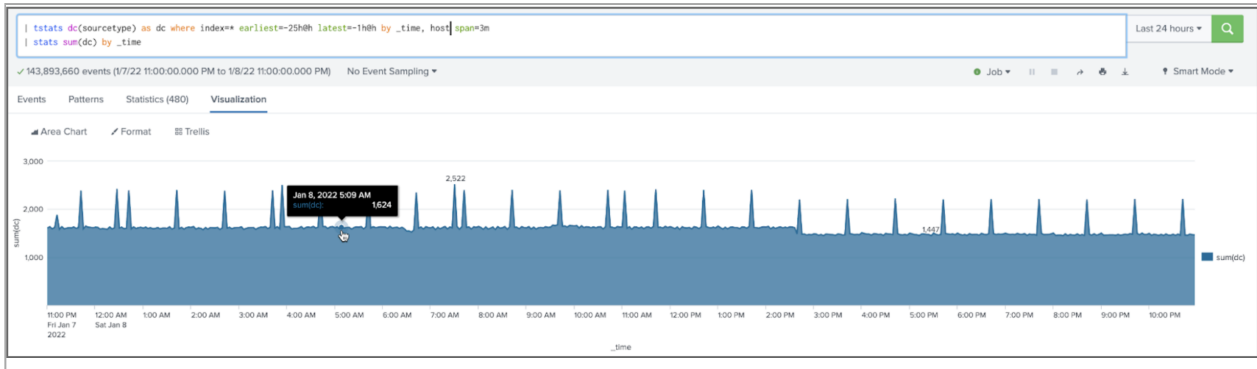 | tstats dc(sourcetype) as dc where index=* earliest=-25h@h latest=-1h@h by _time, host span=3m
| stats sum(dc) by _time
Last 24 hours
143,893,660 events (1/7/22 11:00:00.000 PM to 1/8/22 11:00:00.000 PM) No Event Sampling
Job
Smart Mode
Events Patterns Statistics (480) Visualization
Area Chart Format Trellis
3,000
2,522
Jan 8, 2022 5:09 AM
sum(dc): 1,624
2,000
sum(dc)
1,447
1,000
sum(dc)
11:00 PM 12:00 AM 1:00 AM 2:00 AM 3:00 AM 4:00 AM 5:00 AM 6:00 AM 7:00 AM 8:00 AM 9:00 AM 10:00 AM 11:00 AM 12:00 PM 1:00 PM 2:00 PM 3:00 PM 4:00 PM 5:00 PM 6:00 PM 7:00 PM 8:00 PM 9:00 PM 10:00 PM
Fri Jan 7 Sat Jan 8
2022
_time